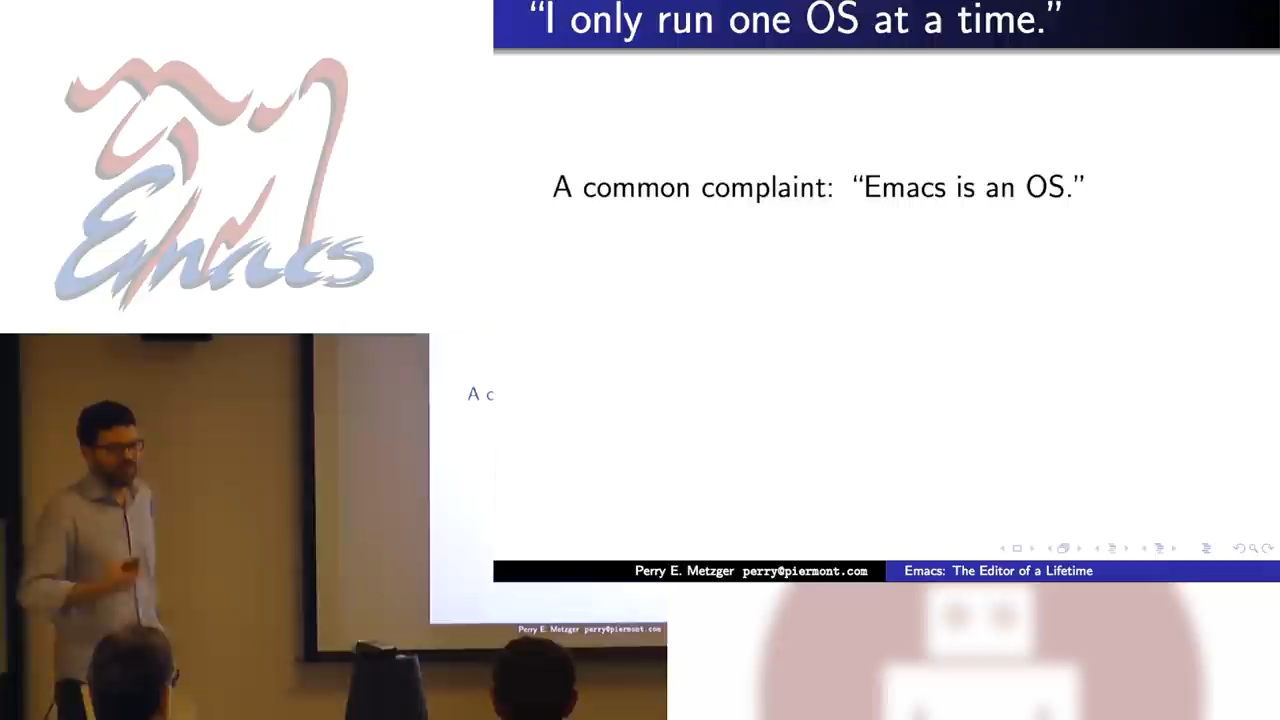 “I only run one OS at a time.”
A common complaint: “Emacs is an OS.”
Emacs
A c
Perry E. Metzger perry@piermont.com
Emacs: The Editor of a Lifetime
Perry E. Metzger perry@piermont.com